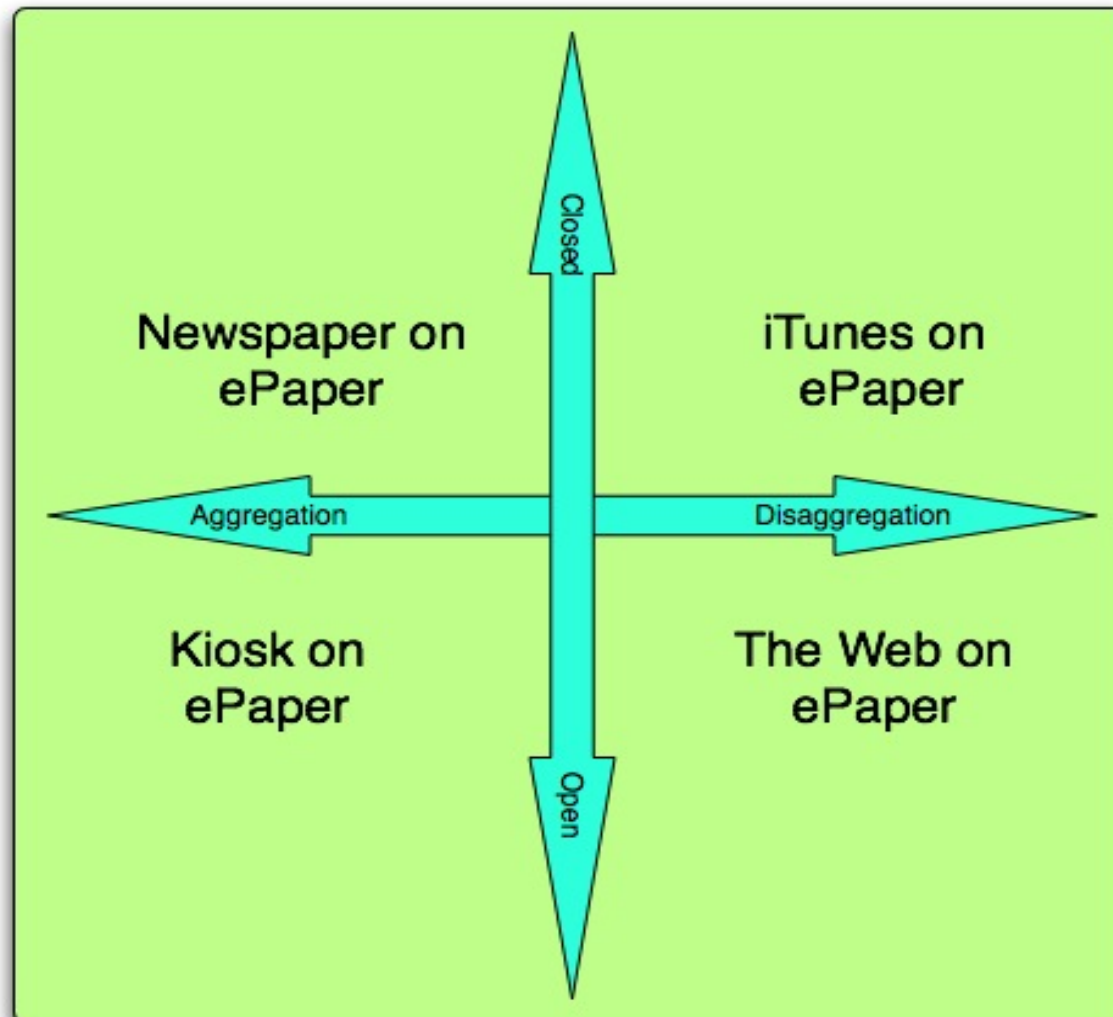 Closed
Newspaper on
ePaper
iTunes on
ePaper
Aggregation
Disaggregation
Kiosk on
ePaper
The Web on
ePaper
Open